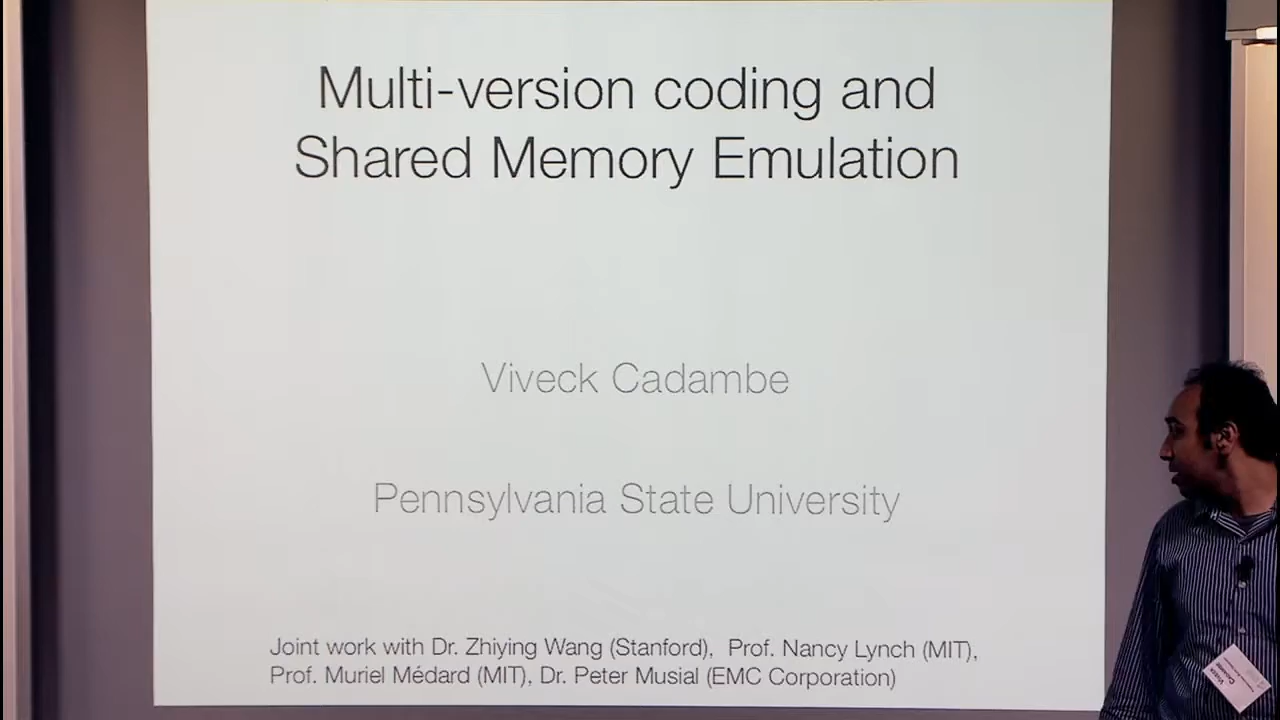 Multi-version coding and
Shared Memory Emulation
Viveck Cadambe
Pennsylvania State University
Joint work with Dr. Zhiying Wang (Stanford), Prof. Nancy Lynch (MIT),
Prof. Muriel Médard (MIT), Dr. Peter Musial (EMC Corporation)